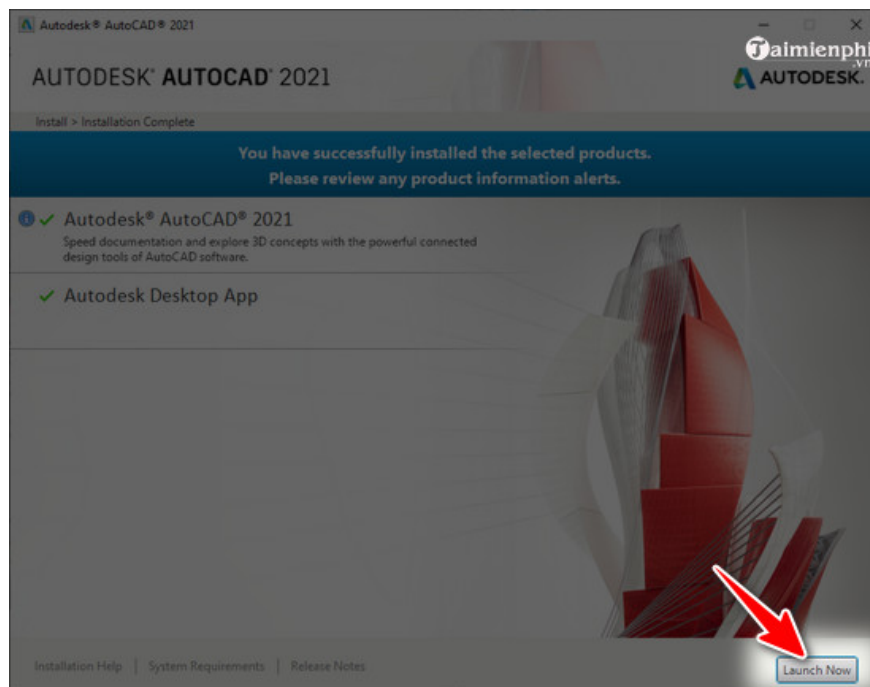 Autodesk® AutoCAD® 2021
Taimienphi
.vn
AUTODESK® AUTOCAD® 2021
AUTODESK.
Install > Installation Complete
You have successfully installed the selected products.
Please review any product information alerts.
Autodesk® AutoCAD® 2021
Speed documentation and explore 3D concepts with the powerful connected
design tools of AutoCAD software.
Autodesk Desktop App
Installation Help | System Requirements | Release Notes
Launch Now